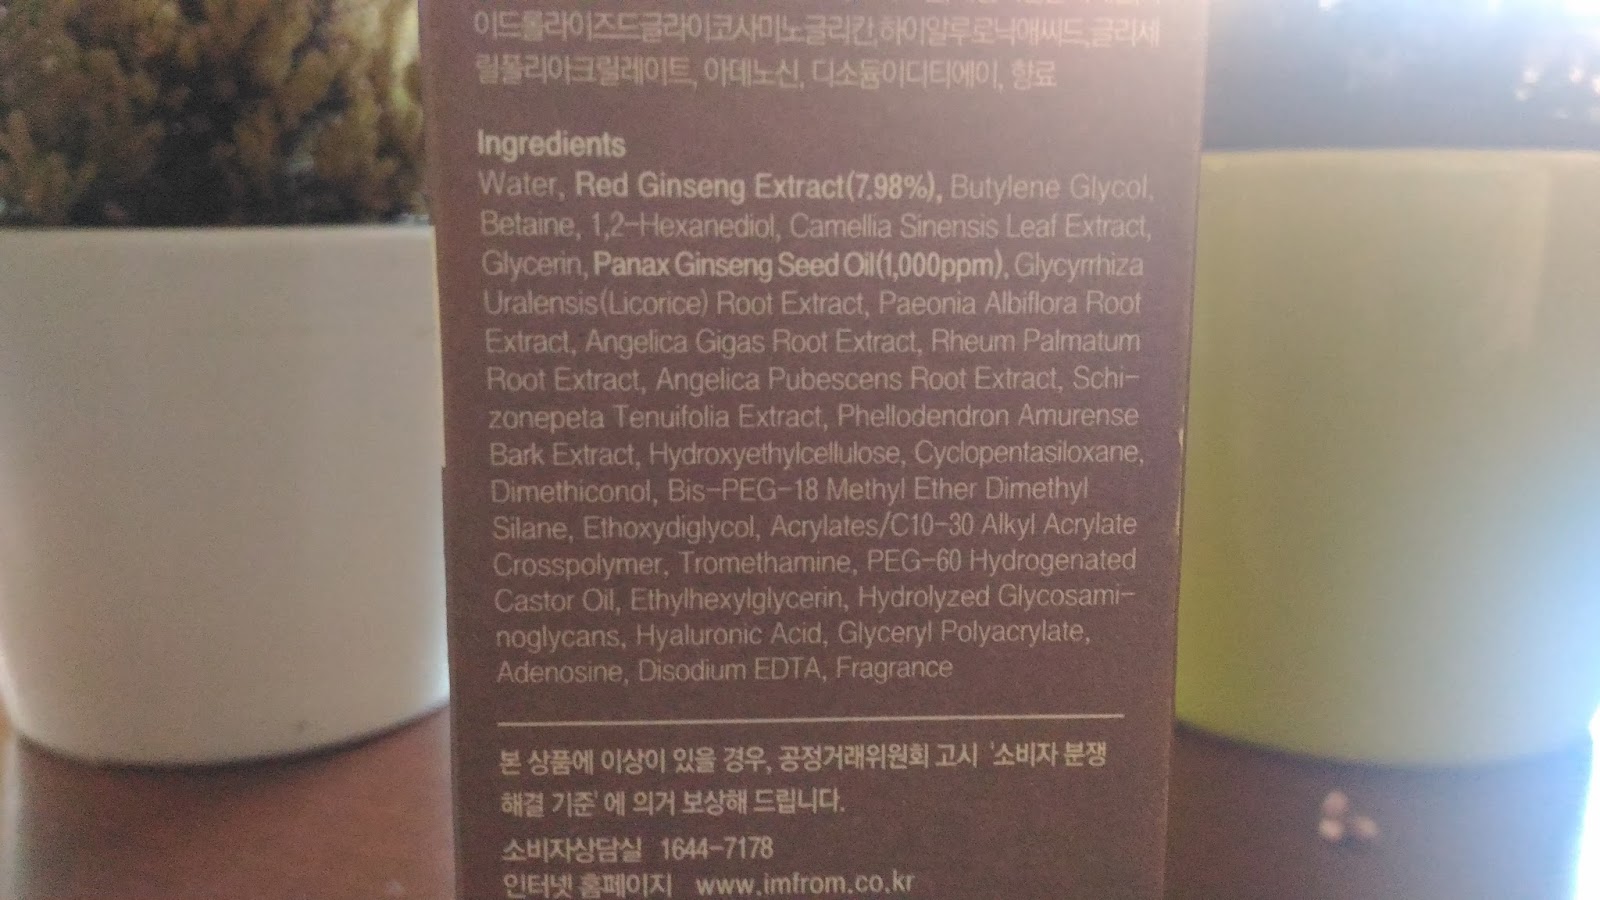 이드롤라이즈드글라이코사미노글리칸, 하이알루로닉애씨드, 글리세
릴폴리아크릴레이트, 아데노신, 디소듐이디티에이, 향료
Ingredients
Water, Red Ginseng Extract(7.98%), Butylene Glycol,
Betaine, 1,2-Hexanediol, Camellia Sinensis Leaf Extract,
Glycerin, Panax Ginseng Seed Oil(1,000ppm), Glycyrrhiza
Uralensis(Licorice) Root Extract, Paeonia Albiflora Root
Extract, Angelica Gigas Root Extract, Rheum Palmatum
Root Extract, Angelica Pubescens Root Extract, Schi-
zonepeta Tenuifolia Extract, Phellodendron Amurense
Bark Extract, Hydroxyethylcellulose, Cyclopentasiloxane,
Dimethiconol, Bis-PEG-18 Methyl Ether Dimethyl
Silane, Ethoxydiglycol, Acrylates/C10-30 Alkyl Acrylate
Crosspolymer, Tromethamine, PEG-60 Hydrogenated
Castor Oil, Ethylhexylglycerin, Hydrolyzed Glycosami-
noglycans, Hyaluronic Acid, Glyceryl Polyacrylate,
Adenosine, Disodium EDTA, Fragrance
본 상품에 이상이 있을 경우, 공정거래위원회 고시 '소비자 분쟁
해결 기준' 에 의거 보상해 드립니다.
소비자상담실 1644-7178
인터넷 홈페이지 www.imfrom.co.kr